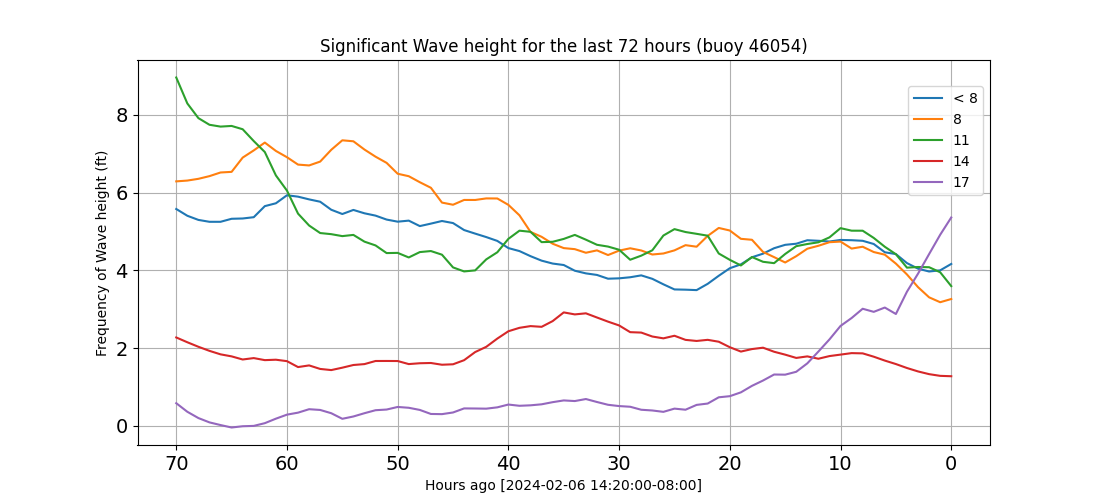 Significant Wave height for the last 72 hours (buoy 46054)
Frequency of Wave height (ft)
8
6
4
2
0
< 8
8
11
14
17
70 60 50 40 30 20 10 0
Hours ago [2024-02-06 14:20:00-08:00]